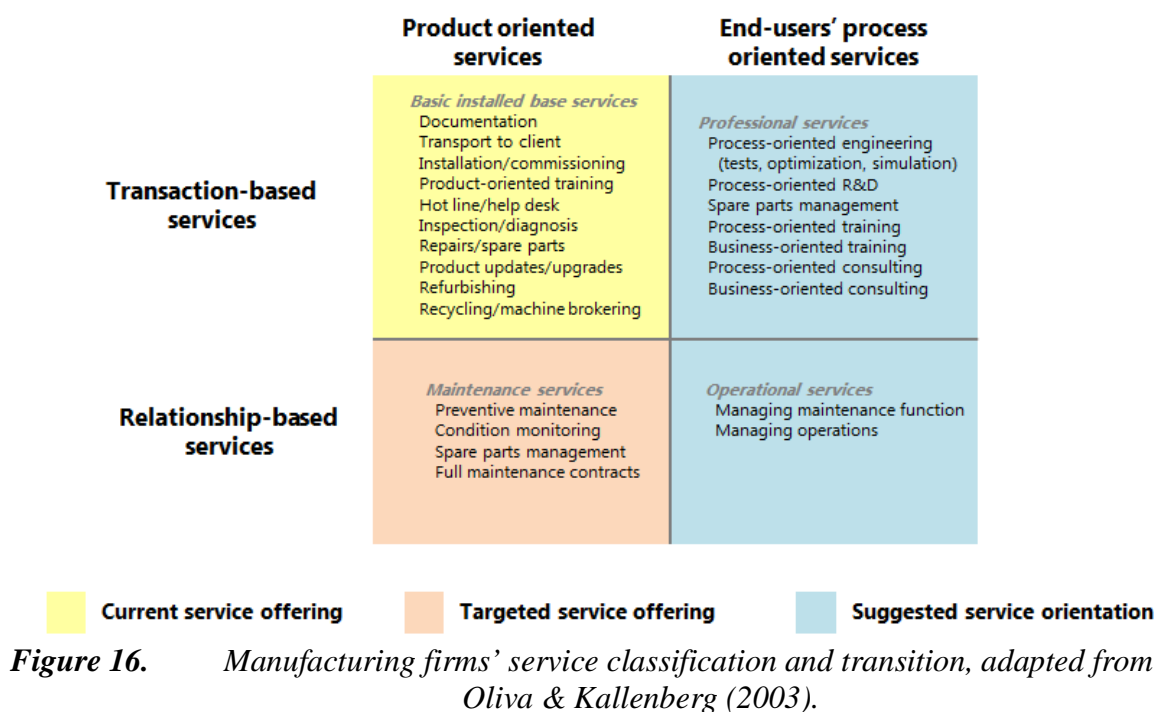 Product oriented
services
End-users’ process
oriented services
Transaction-based
services
Basic installed base services
Documentation
Transport to client
Installation/commissioning
Product-oriented training
Hot line/help desk
Inspection/diagnosis
Repairs/spare parts
Product updates/upgrades
Refurbishing
Recycling/machine brokering
Professional services
Process-oriented engineering
(tests, optimization, simulation)
Process-oriented R&D
Spare parts management
Process-oriented training
Business-oriented training
Process-oriented consulting
Business-oriented consulting
Relationship-based
services
Maintenance services
Preventive maintenance
Condition monitoring
Spare parts management
Full maintenance contracts
Operational services
Managing maintenance function
Managing operations
Current service offering
Targeted service offering
Suggested service orientation
Figure 16. Manufacturing firms’ service classification and transition, adapted from
Oliva & Kallenberg (2003).